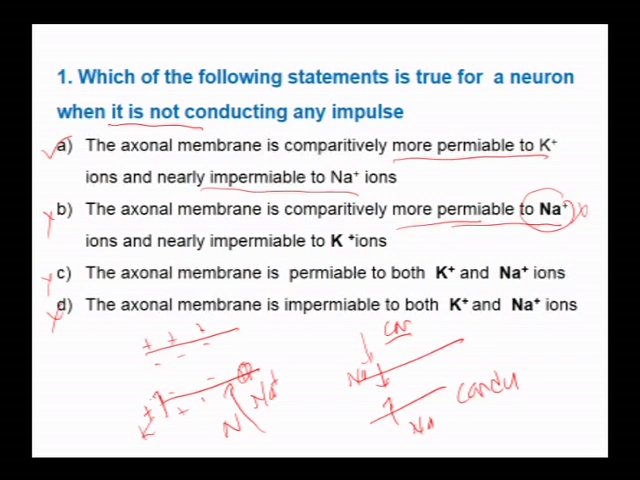 1. Which of the following statements is true for a neuron
when it is not conducting any impulse
a) The axonal membrane is comparitively more permiable to K⁺
ions and nearly impermiable to Na⁺ ions
b) The axonal membrane is comparitively more permiable to Na⁺
ions and nearly impermiable to K ⁺ions
c) The axonal membrane is permiable to both K⁺ and Na⁺ ions
d) The axonal membrane is impermiable to both K⁺ and Na⁺ ions
+ + +
Na
K
N
Na⁺
Na
condu